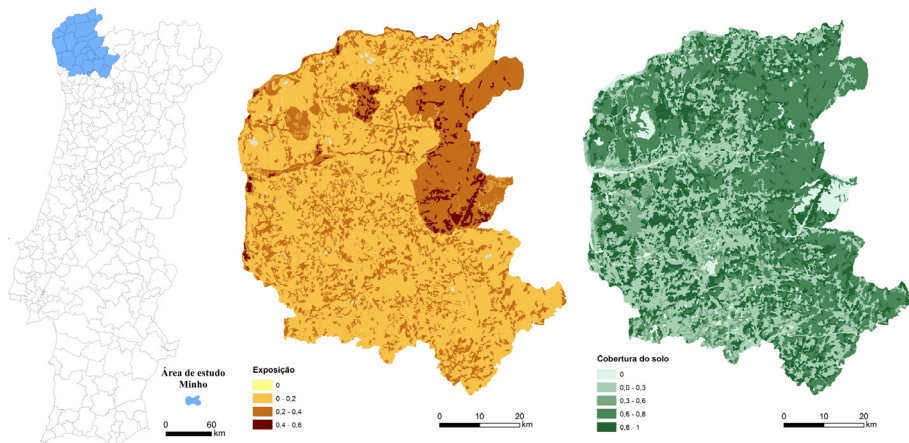 Área de estudo
Minho
0
60
km
Exposição
0
0 - 0,2
0,2 - 0,4
0,4 - 0,6
0
10
20
km
Cobertura do solo
0
0,0 - 0,3
0,3 - 0,6
0,6 - 0,8
0,8 - 1
0
10
20
km